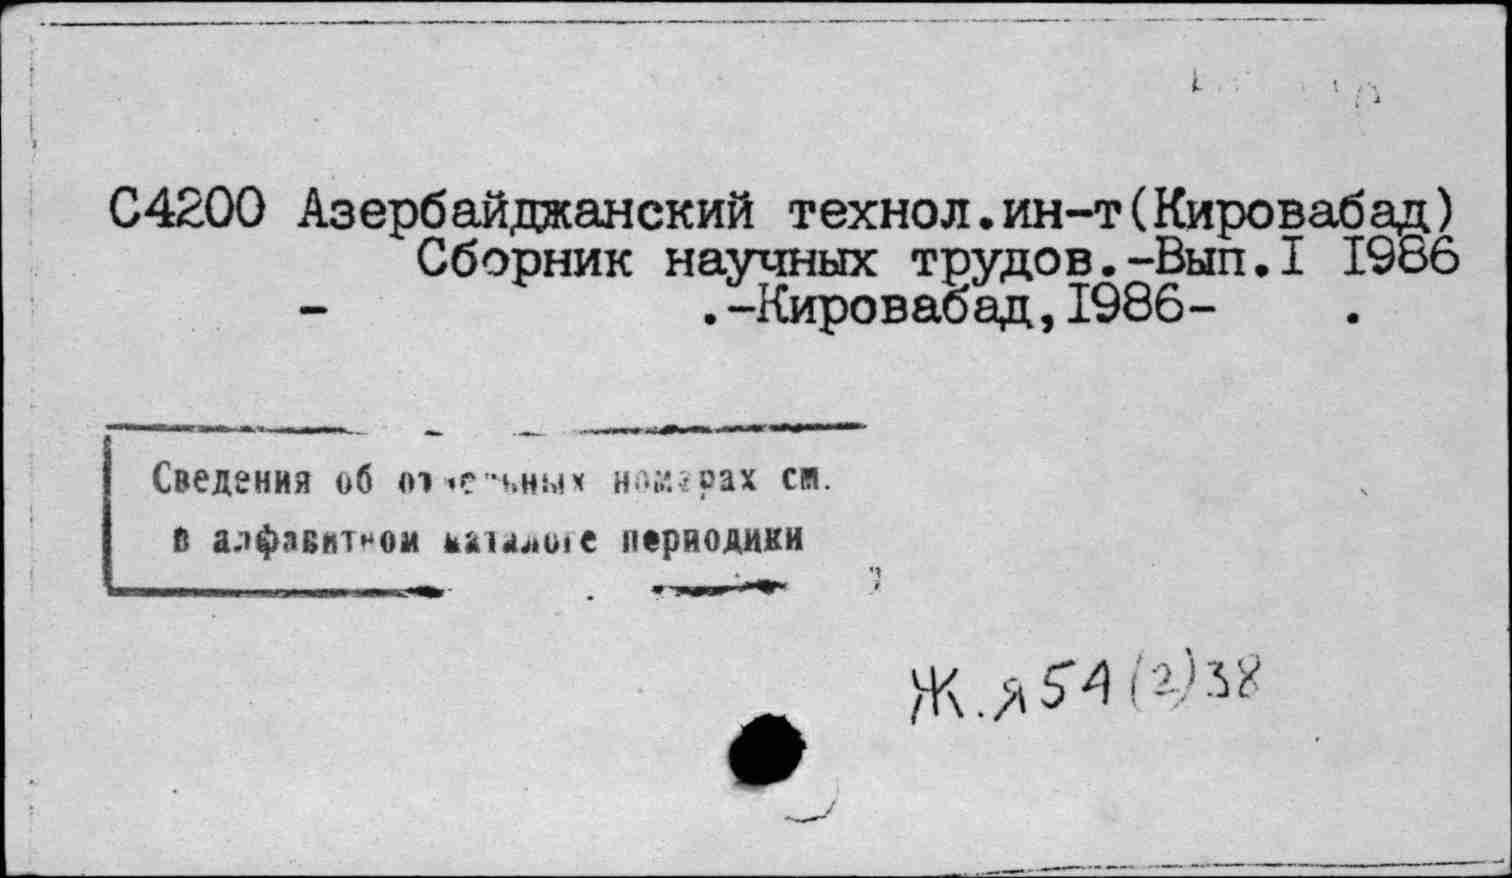 С4200 Азербайджанский технол.ин-т(Кировабад)
Сборник научных трудов.-Вып.I 1986
- .-Кировабад,1986- .
Сведения об отдельных номерах см.
в алфавитном каталоге периодики
Ж.я54(2)38